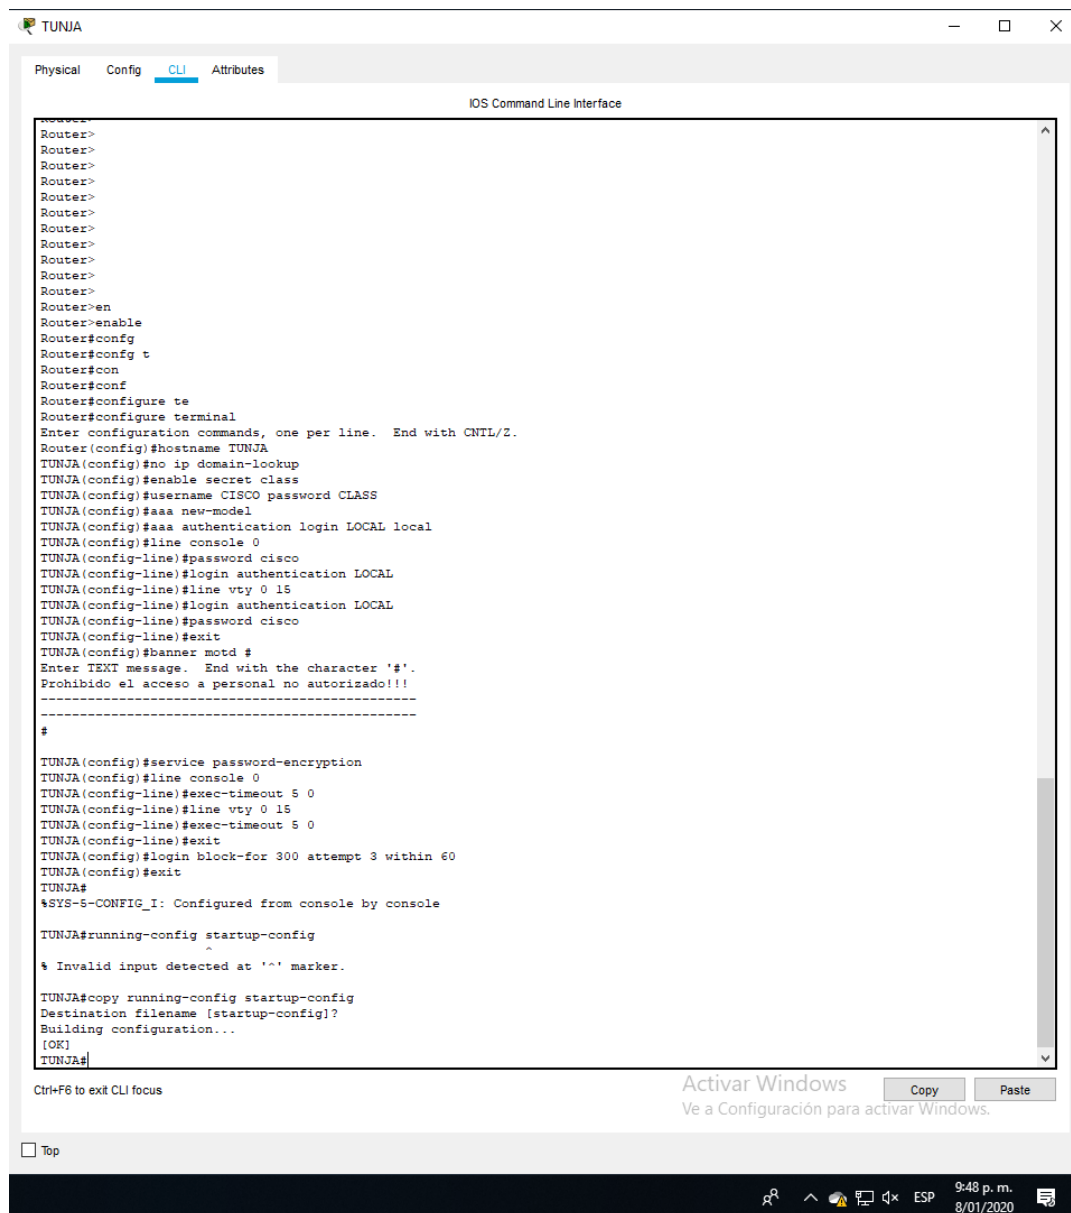 TUNJA
Physical Config CLI Attributes
IOS Command Line Interface
Router>
Router>
Router>
Router>
Router>
Router>
Router>
Router>
Router>
Router>
Router>
Router>
Router>en
Router>enable
Router#confg
Router#confg t
Router#con
Router#conf
Router#configure te
Router#configure terminal
Enter configuration commands, one per line.  End with CNTL/Z.
Router(config)#hostname TUNJA
TUNJA(config)#no ip domain-lookup
TUNJA(config)#enable secret class
TUNJA(config)#username CISCO password CLASS
TUNJA(config)#aaa new-model
TUNJA(config)#aaa authentication login LOCAL local
TUNJA(config)#line console 0
TUNJA(config-line)#password cisco
TUNJA(config-line)#login authentication LOCAL
TUNJA(config-line)#line vty 0 15
TUNJA(config-line)#login authentication LOCAL
TUNJA(config-line)#password cisco
TUNJA(config-line)#exit
TUNJA(config)#banner motd #
Enter TEXT message.  End with the character '#'.
Prohibido el acceso a personal no autorizado!!!
------------------------------------------------
------------------------------------------------
#
TUNJA(config)#service password-encryption
TUNJA(config)#line console 0
TUNJA(config-line)#exec-timeout 5 0
TUNJA(config-line)#line vty 0 15
TUNJA(config-line)#exec-timeout 5 0
TUNJA(config-line)#exit
TUNJA(config)#login block-for 300 attempt 3 within 60
TUNJA(config)#exit
TUNJA#
%SYS-5-CONFIG_I: Configured from console by console
TUNJA#running-config startup-config
^
% Invalid input detected at '^' marker.
TUNJA#copy running-config startup-config
Destination filename [startup-config]?
Building configuration...
[OK]
TUNJA#
Ctrl+F6 to exit CLI focus
Activar Windows
Copy Paste
Ve a Configuración para activar Windows.
Top
ESP
9:48 p. m.
8/01/2020